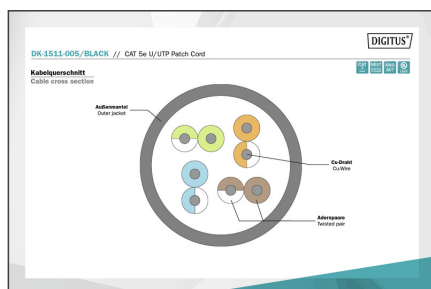 DIGITUS®
DK-1511-005/BLACK // CAT 5e U/UTP Patch Cord
Kabelquerschnitt
Cable cross section
Außenmantel
Outer jacket
Cu-Draht
Cu-Wire
Adernpaare
Twisted pair